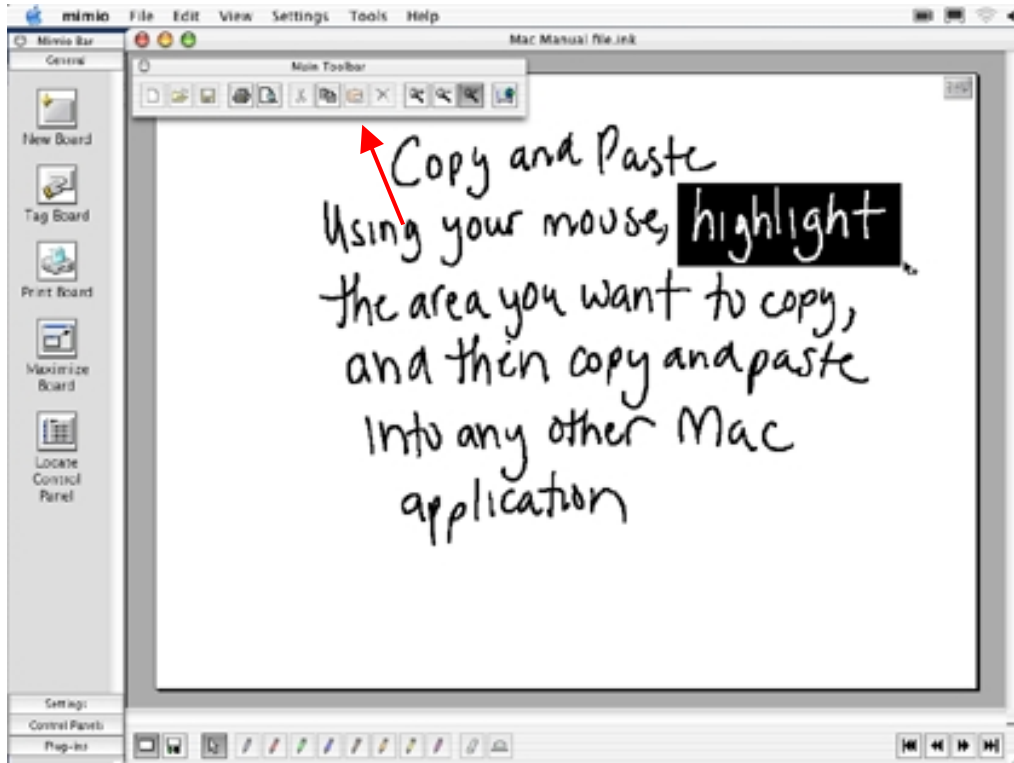 mimio File Edit View Settings Tools Help
Mimio Bar
Mac Manual file.ink
General
Main Toolbar
New Board
Tag Board
Print Board
Maximize
Board
Locate
Control
Panel
Copy and Paste
Using your mouse, highlight
the area you want to copy,
and then copy and paste
into any other Mac
application
Settings
Control Panels
Plug-ins